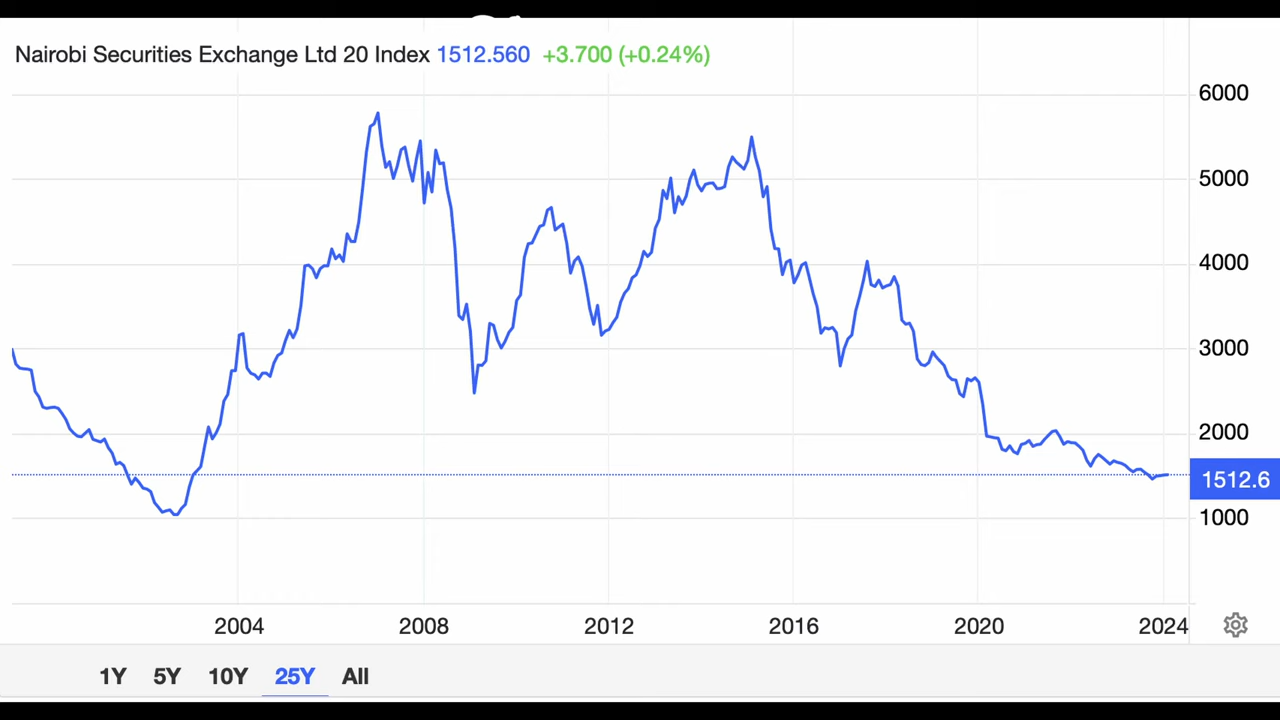 Nairobi Securities Exchange Ltd 20 Index 1512.560 +3.700 (+0.24%)
6000
5000
4000
3000
2000
1512.6
1000
2004 2008 2012 2016 2020 2024
1Y 5Y 10Y 25Y All